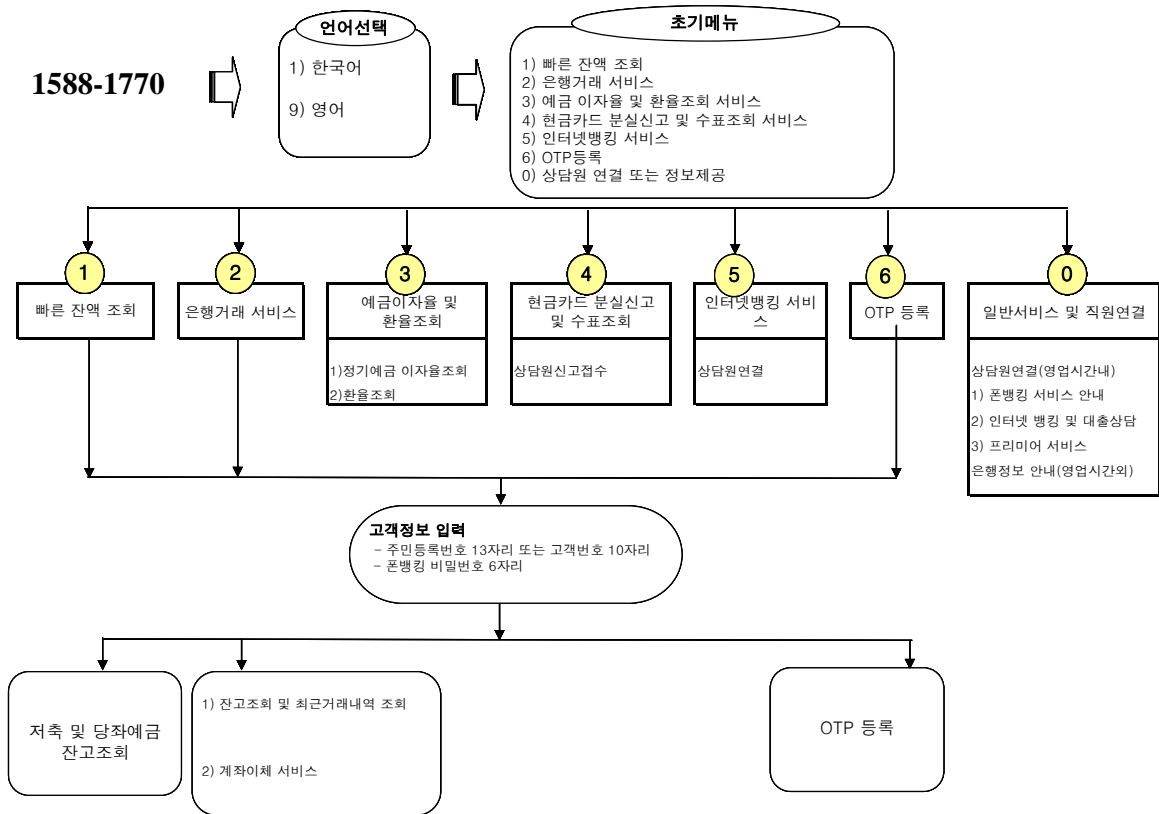 언어선택
1) 한국어
9) 영어
1588-1770
초기메뉴
1) 빠른 잔액 조회
2) 은행거래 서비스
3) 예금 이자율 및 환율조회 서비스
4) 현금카드 분실신고 및 수표조회 서비스
5) 인터넷뱅킹 서비스
6) OTP등록
0) 상담원 연결 또는 정보제공
1
빠른 잔액 조회
2
은행거래 서비스
3
예금이자율 및
환율조회
1)정기예금 이자율조회
2)환율조회
4
현금카드 분실신고
및 수표조회
상담원신고접수
5
인터넷뱅킹 서비
스
상담원연결
6
OTP 등록
0
일반서비스 및 직원연결
상담원연결(영업시간내)
1) 폰뱅킹 서비스 안내
2) 인터넷 뱅킹 및 대출상담
3) 프리미어 서비스
은행정보 안내(영업시간외)
고객정보 입력
– 주민등록번호 13자리 또는 고객번호 10자리
– 폰뱅킹 비밀번호 6자리
저축 및 당좌예금
잔고조회
1) 잔고조회 및 최근거래내역 조회
2) 계좌이체 서비스
OTP 등록